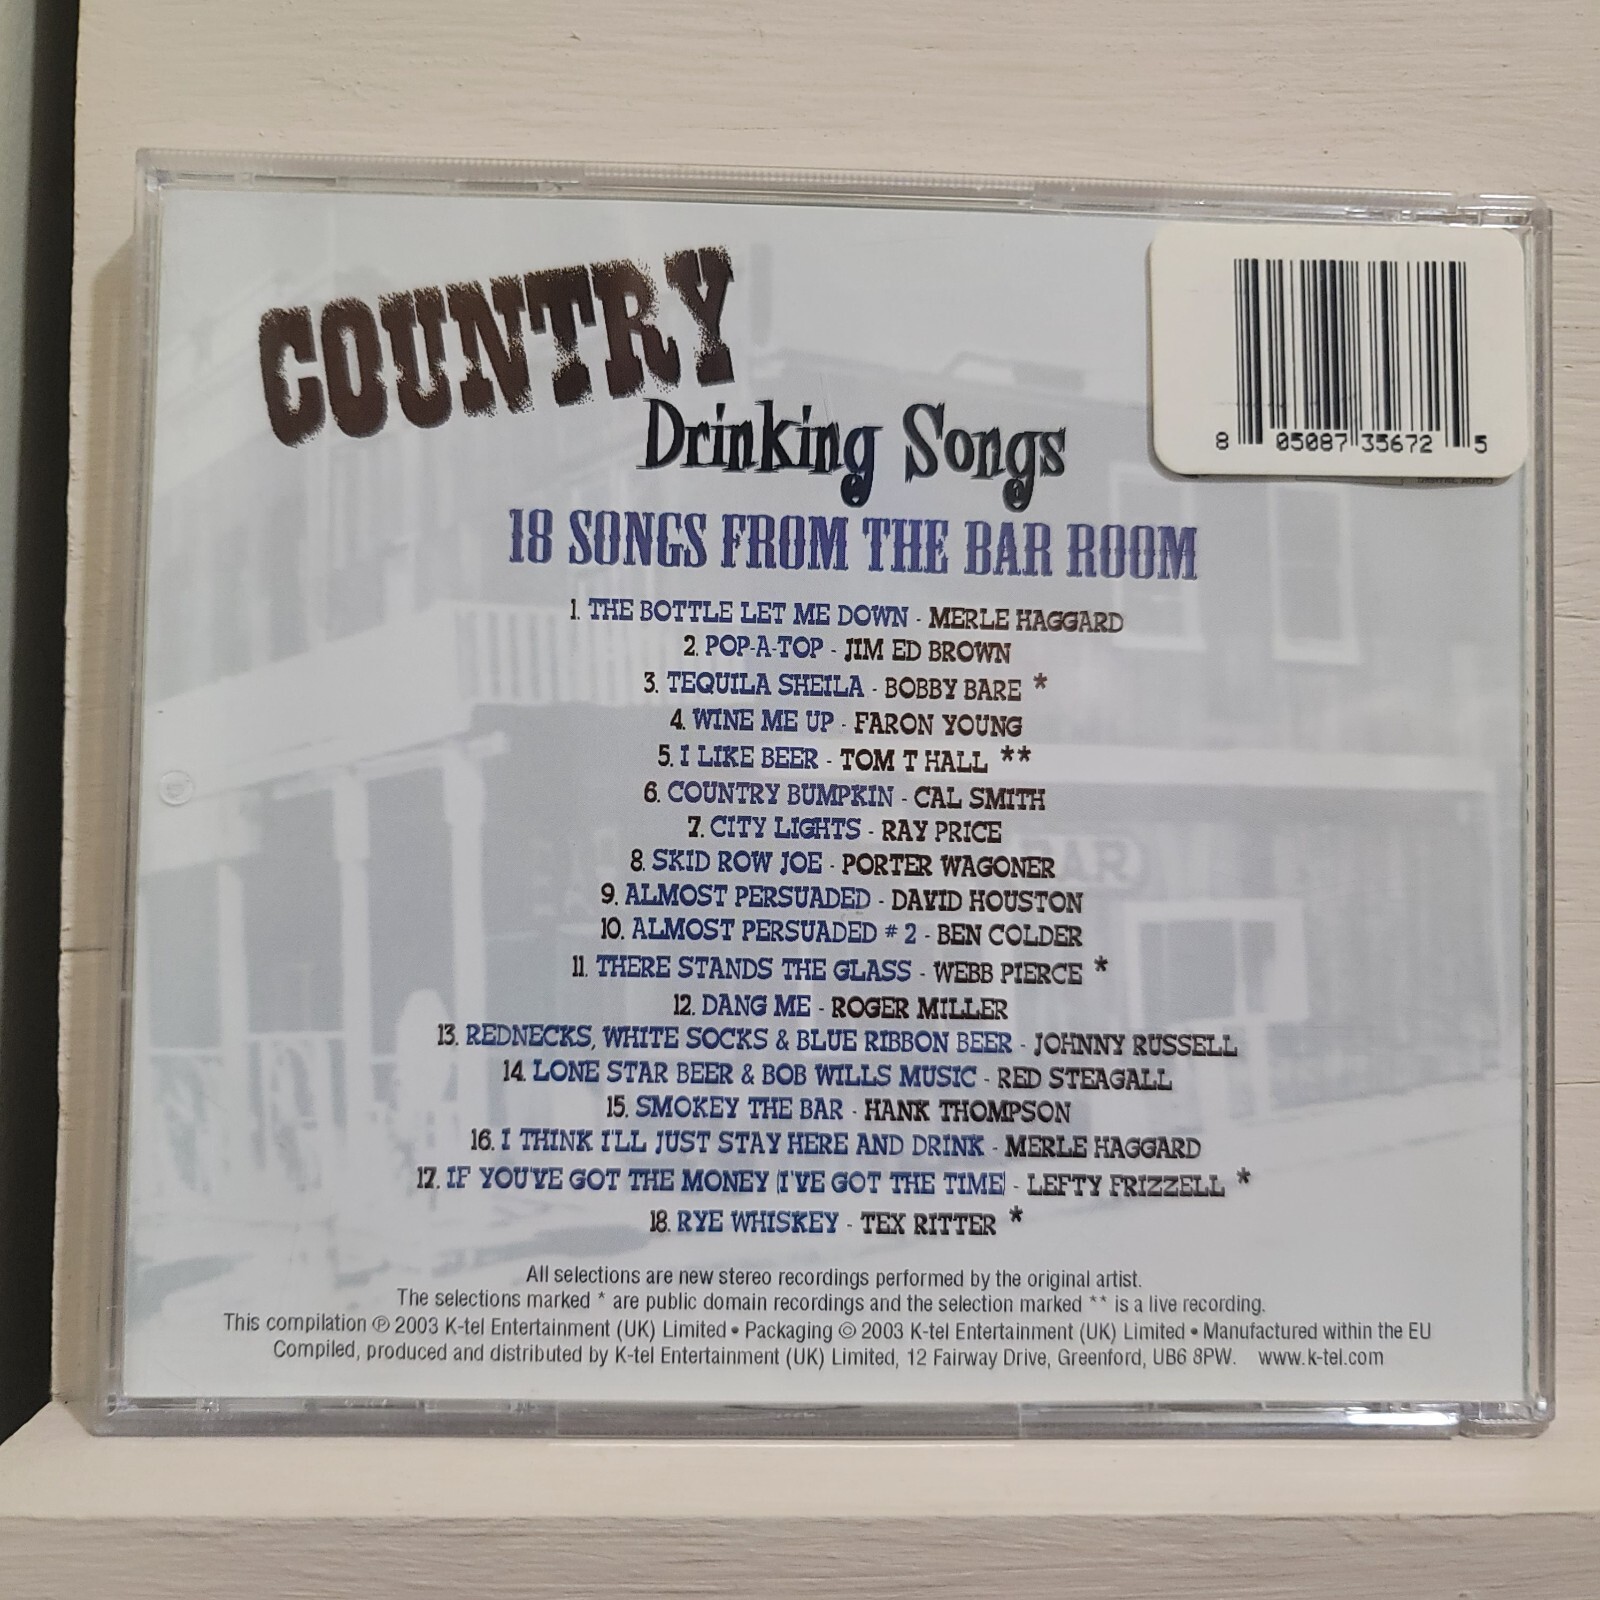 COUNTRY
Drinking Songs
18 SONGS FROM THE BAR ROOM
8 05087 35672 5
1. THE BOTTLE LET ME DOWN - MERLE HAGGARD
2. POP-A-TOP - JIM ED BROWN
3. TEQUILA SHEILA - BOBBY BARE *
4. WINE ME UP - FARON YOUNG
5. I LIKE BEER - TOM T HALL **
6. COUNTRY BUMPKIN - CAL SMITH
7. CITY LIGHTS - RAY PRICE
8. SKID ROW JOE - PORTER WAGONER
9. ALMOST PERSUADED - DAVID HOUSTON
10. ALMOST PERSUADED # 2 - BEN COLDER
11. THERE STANDS THE GLASS - WEBB PIERCE *
12. DANG ME - ROGER MILLER
13. REDNECKS, WHITE SOCKS & BLUE RIBBON BEER - JOHNNY RUSSELL
14. LONE STAR BEER & BOB WILLS MUSIC - RED STEAGALL
15. SMOKEY THE BAR - HANK THOMPSON
16. I THINK I'LL JUST STAY HERE AND DRINK - MERLE HAGGARD
17. IF YOU'VE GOT THE MONEY (I'VE GOT THE TIME) - LEFTY FRIZZELL *
18. RYE WHISKEY - TEX RITTER *
All selections are new stereo recordings performed by the original artist.
The selections marked * are public domain recordings and the selection marked ** is a live recording.
This compilation ℗ 2003 K-tel Entertainment (UK) Limited • Packaging © 2003 K-tel Entertainment (UK) Limited • Manufactured within the EU
Compiled, produced and distributed by K-tel Entertainment (UK) Limited, 12 Fairway Drive, Greenford, UB6 8PW. www.k-tel.com